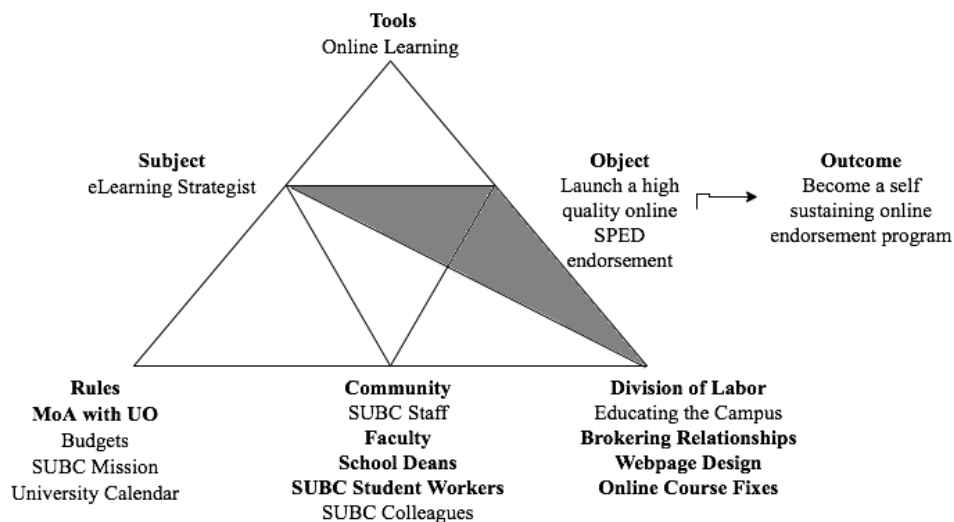 Tools
Online Learning
Subject
eLearning Strategist
Object
Launch a high
quality online
SPED
endorsement
Outcome
Become a self
sustaining online
endorsement program
Rules
MoA with UO
Budgets
SUBC Mission
University Calendar
Community
SUBC Staff
Faculty
School Deans
SUBC Student Workers
SUBC Colleagues
Division of Labor
Educating the Campus
Brokering Relationships
Webpage Design
Online Course Fixes